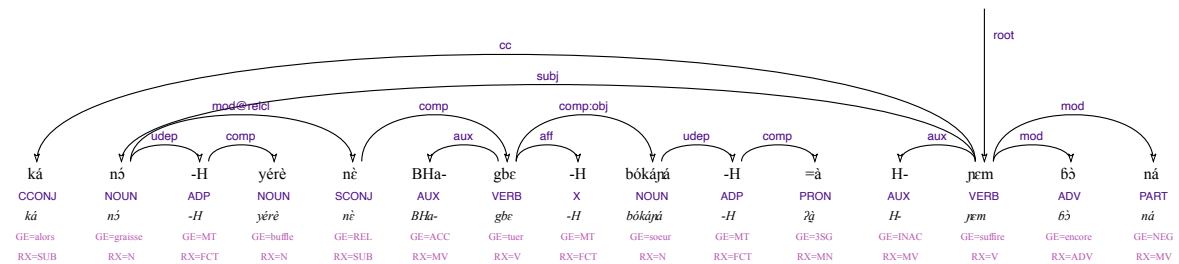 root
cc
subj
mod@relcl comp comp:obj mod
udep comp aux aff udep comp aux mod
ká nɔ́ -H yérè nɛ̀ BHa- gbɛ -H bókáɲá -H =à H- ɲɛm ɓɔ̀ ná
CCONJ NOUN ADP NOUN SCONJ AUX VERB X NOUN ADP PRON AUX VERB ADV PART
ká nɔ́ -H yérè nɛ̀ BHa- gbɛ -H bókáɲá -H ʔà̰ H- ɲɛm ɓɔ̀ ná
GE=alors GE=graisse GE=MT GE=buffle GE=REL GE=ACC GE=tuer GE=MT GE=soeur GE=MT GE=3SG GE=INAC GE=suffire GE=encore GE=NEG
RX=SUB RX=N RX=FCT RX=N RX=SUB RX=MV RX=V RX=FCT RX=N RX=FCT RX=MN RX=MV RX=V RX=ADV RX=MV